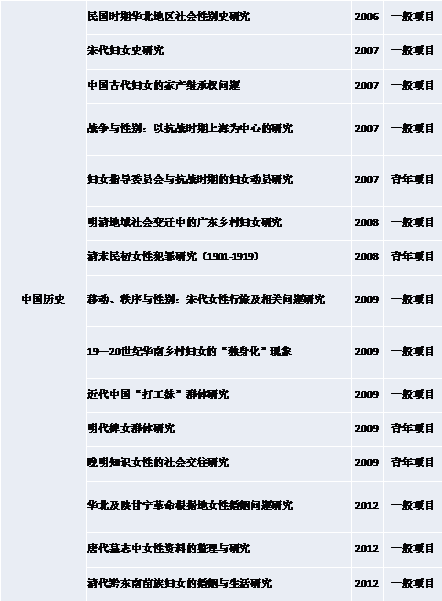 民国时期华北地区社会性别史研究 2006 一般项目
宋代妇女史研究 2007 一般项目
中国古代妇女的家产继承权问题 2007 一般项目
战争与性别：以抗战时期上海为中心的研究 2007 一般项目
妇女指导委员会与抗战时期的妇女动员研究 2007 青年项目
明清地域社会变迁中的广东乡村妇女研究 2008 一般项目
清末民初女性犯罪研究（1901-1919） 2008 青年项目
中国历史 移动、秩序与性别：宋代女性行旅及相关问题研究 2009 一般项目
19—20世纪华南乡村妇女的“独身化”现象 2009 一般项目
近代中国“打工妹”群体研究 2009 一般项目
明代婢女群体研究 2009 青年项目
晚明知识女性的社会交往研究 2009 青年项目
华北及陕甘宁革命根据地女性婚姻问题研究 2012 一般项目
唐代墓志中女性资料的整理与研究 2012 一般项目
清代黔东南苗族妇女的婚姻与生活研究 2012 一般项目